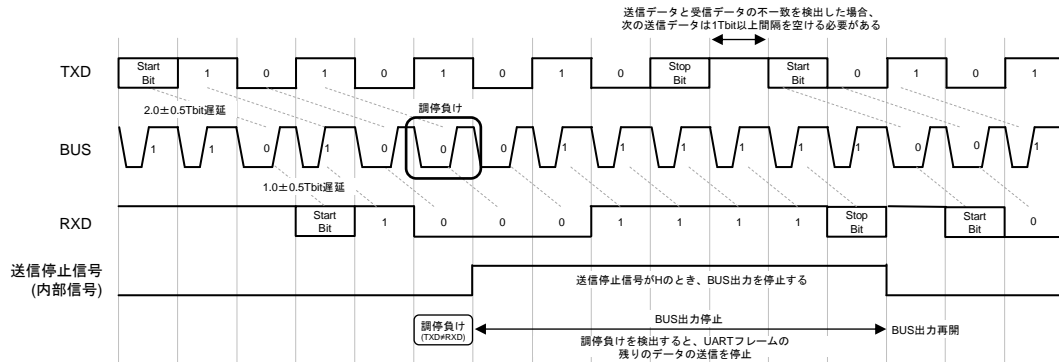 送信データと受信データの不一致を検出した場合、
次の送信データは1Tbit以上間隔を空ける必要がある
TXD
Start Bit 1 0 1 0 1 0 1 0 Stop Bit Start Bit 0 1 0 1
2.0±0.5Tbit遅延
調停負け
BUS
1 1 0 1 0 0 0 1 1 1 1 1 0 0 1
1.0±0.5Tbit遅延
RXD
Start Bit 1 0 0 0 1 1 1 1 Stop Bit Start Bit 0
送信停止信号
(内部信号)
送信停止信号がHのとき、BUS出力を停止する
調停負け
(TXD≠RXD)
BUS出力停止
BUS出力再開
調停負けを検出すると、UARTフレームの
残りのデータの送信を停止